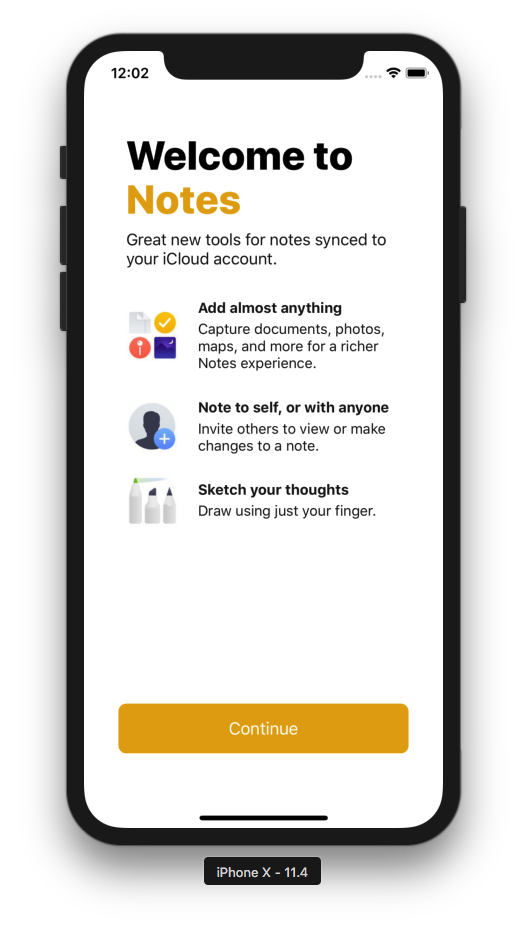 12:02
Welcome to
Notes
Great new tools for notes synced to
your iCloud account.
Add almost anything
Capture documents, photos,
maps, and more for a richer
Notes experience.
Note to self, or with anyone
Invite others to view or make
changes to a note.
Sketch your thoughts
Draw using just your finger.
Continue
iPhone X - 11.4